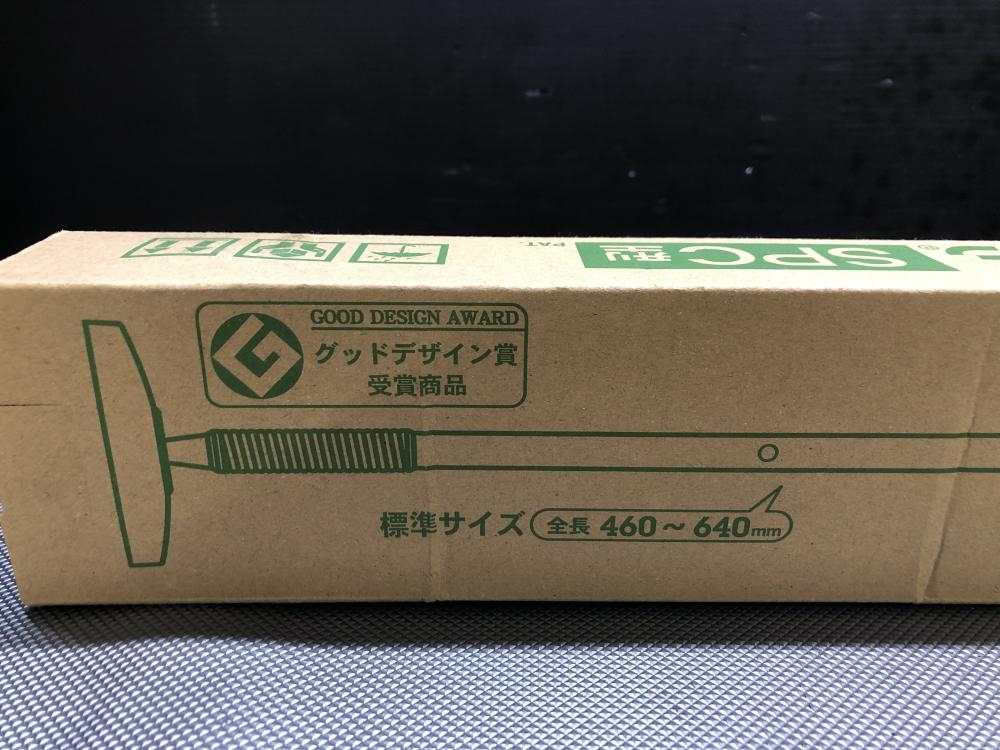 PAT.
SPC型
®
GOOD DESIGN AWARD
グッドデザイン賞
受賞商品
標準サイズ 全長 460～640mm